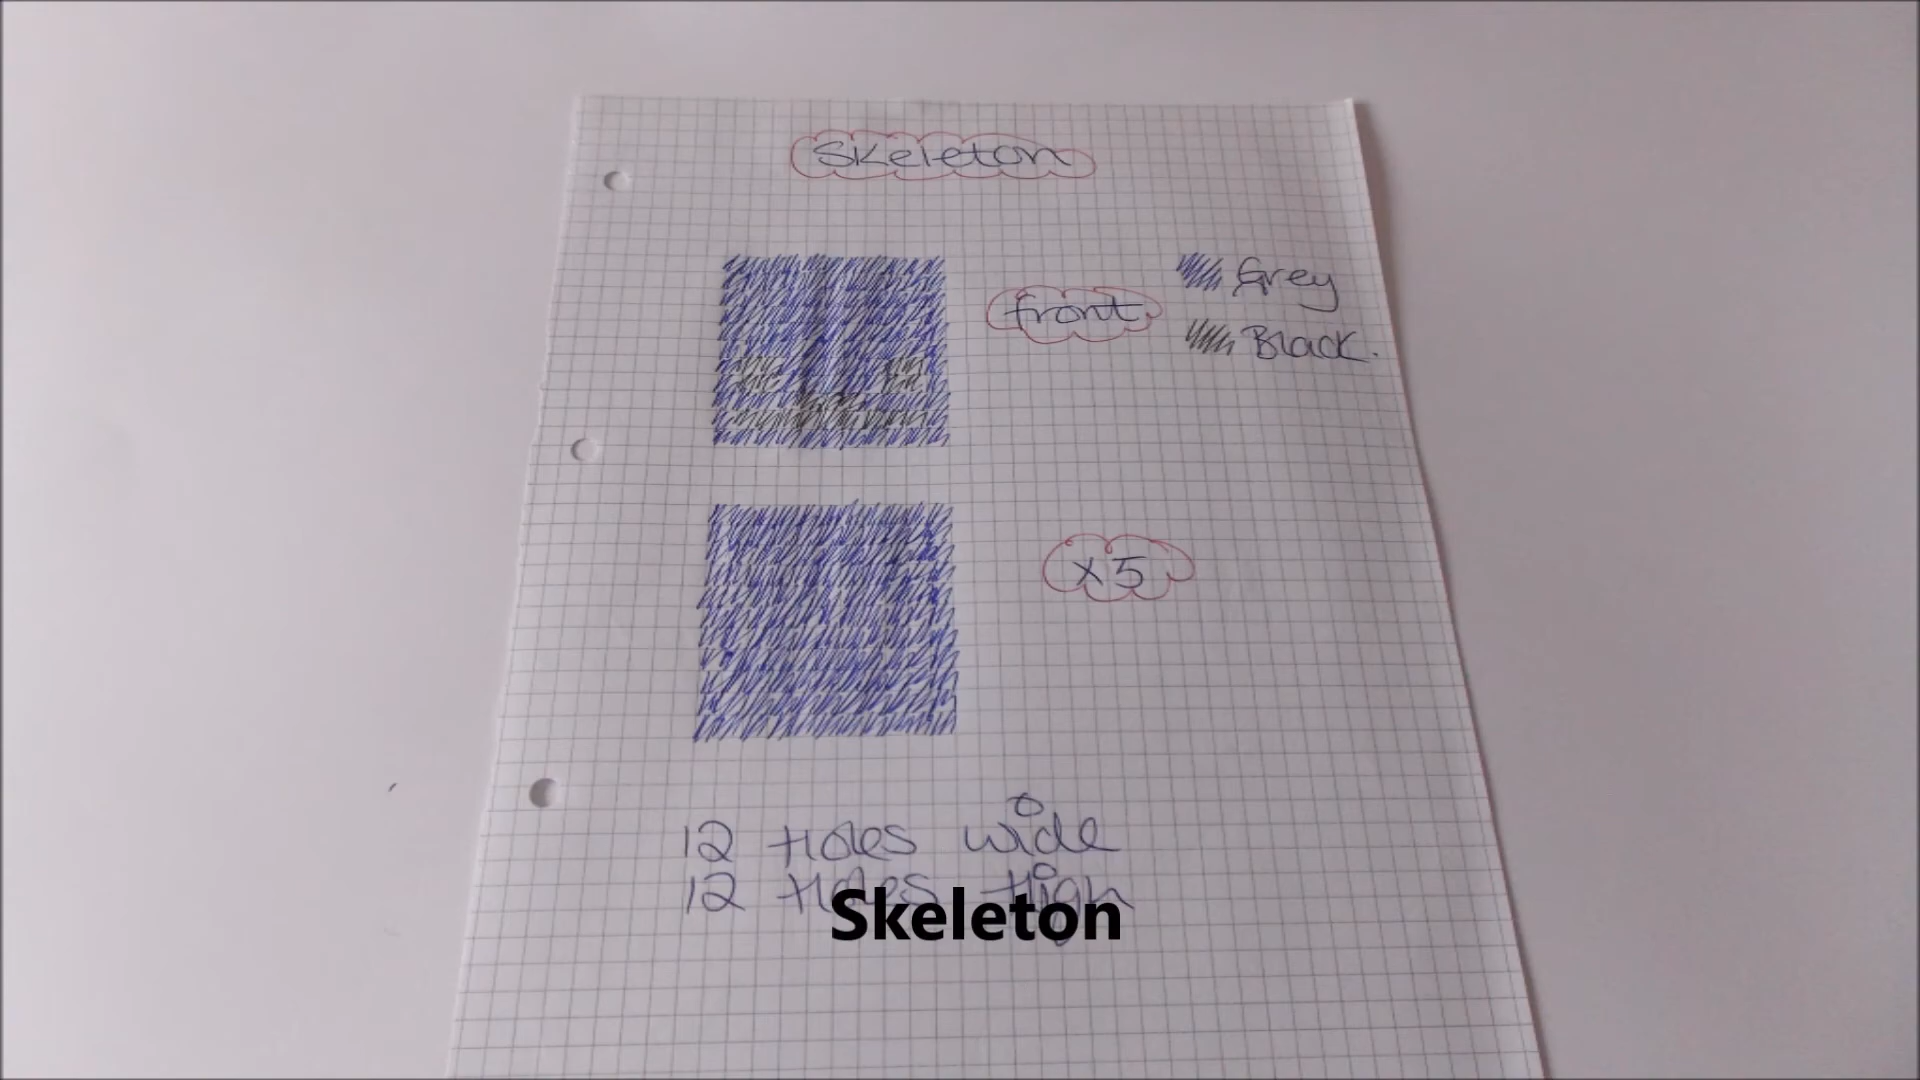 Skeleton
front
Grey
Black.
x5
12 Holes wide
12 Holes High
Skeleton